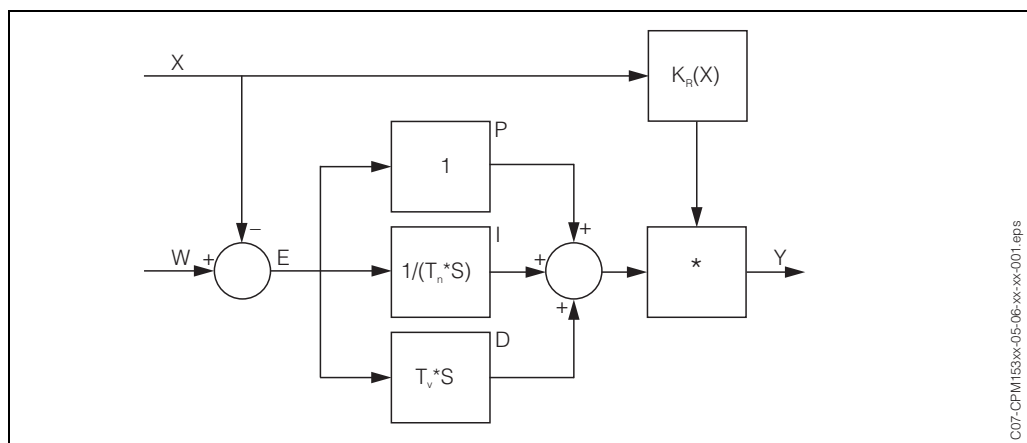 X
K_R(X)
P
1
+
−
W
+
E
I
1/(T_n*S)
+
*
Y
+
D
T_v*S
C07-CPM153xx-05-06-xx-xx-001.eps